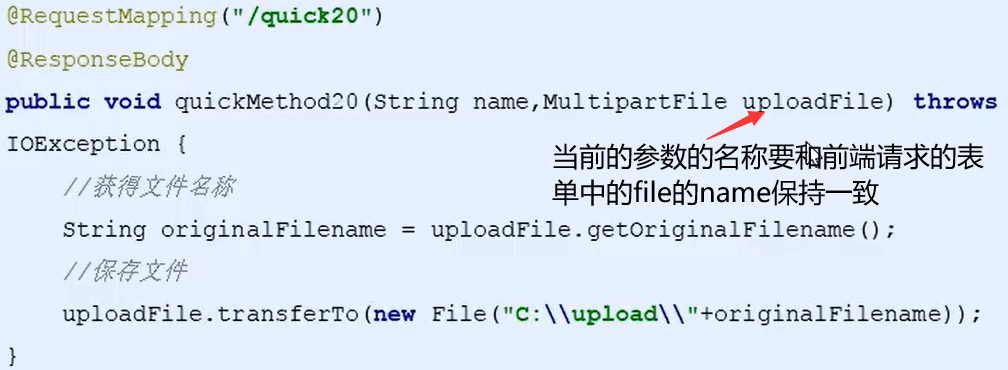 @RequestMapping("/quick20")
@ResponseBody
public void quickMethod20(String name,MultipartFile uploadFile) throws
IOException {
当前的参数的名称要和前端请求的表
单中的file的name保持一致
//获得文件名称
String originalFilename = uploadFile.getOriginalFilename();
//保存文件
uploadFile.transferTo(new File("C:\\upload\\"+originalFilename));
}